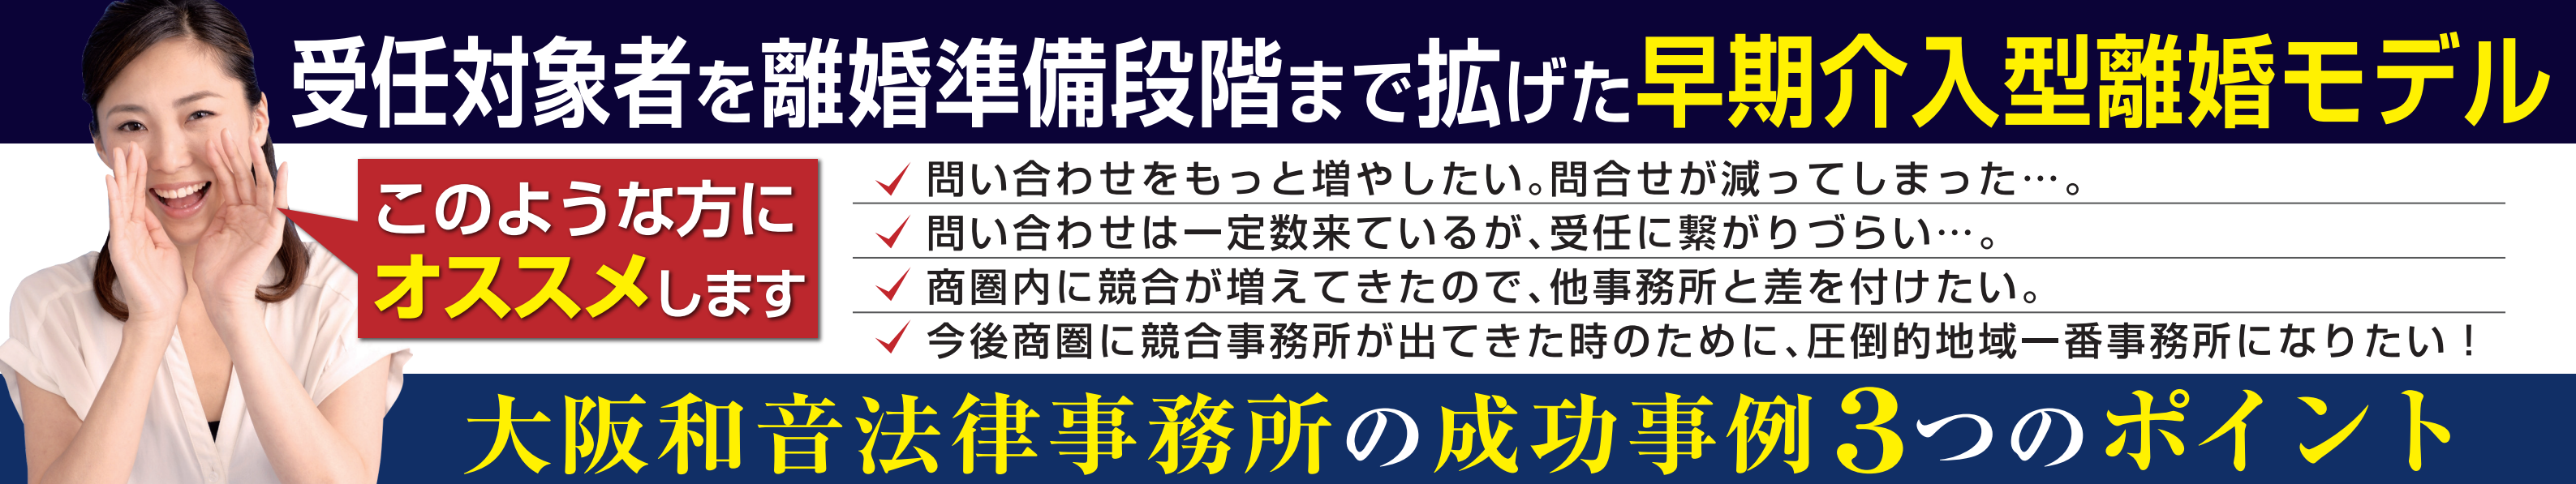 受任対象者を離婚準備段階まで拡げた早期介入型離婚モデル
このような方に
オススメします
問い合わせをもっと増やしたい。問合せが減ってしまった…。
問い合わせは一定数来ているが、受任に繋がりづらい…。
商圏内に競合が増えてきたので、他事務所と差を付けたい。
今後商圏に競合事務所が出てきた時のために、圧倒的地域一番事務所になりたい！
大阪和音法律事務所の成功事例3つのポイント